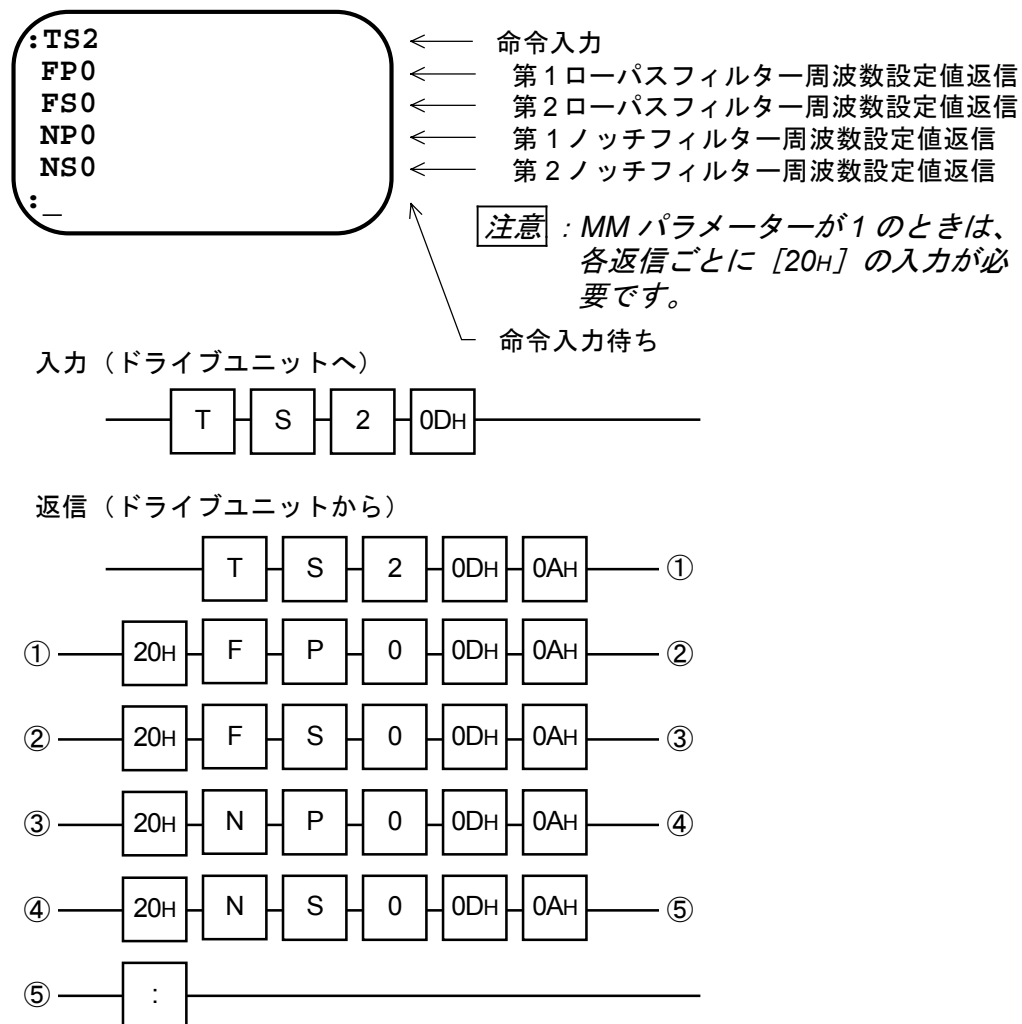 :TS2 ← 命令入力
FP0 ← 第1ローパスフィルター周波数設定値返信
FS0 ← 第2ローパスフィルター周波数設定値返信
NP0 ← 第1ノッチフィルター周波数設定値返信
NS0 ← 第2ノッチフィルター周波数設定値返信
:_
注意 : MM パラメーターが 1 のときは、
各返信ごとに［20H］の入力が必
要です。
命令入力待ち
入力（ドライブユニットへ）
T S 2 0DH
返信（ドライブユニットから）
T S 2 0DH 0AH ①
① 20H F P 0 0DH 0AH ②
② 20H F S 0 0DH 0AH ③
③ 20H N P 0 0DH 0AH ④
④ 20H N S 0 0DH 0AH ⑤
⑤ :